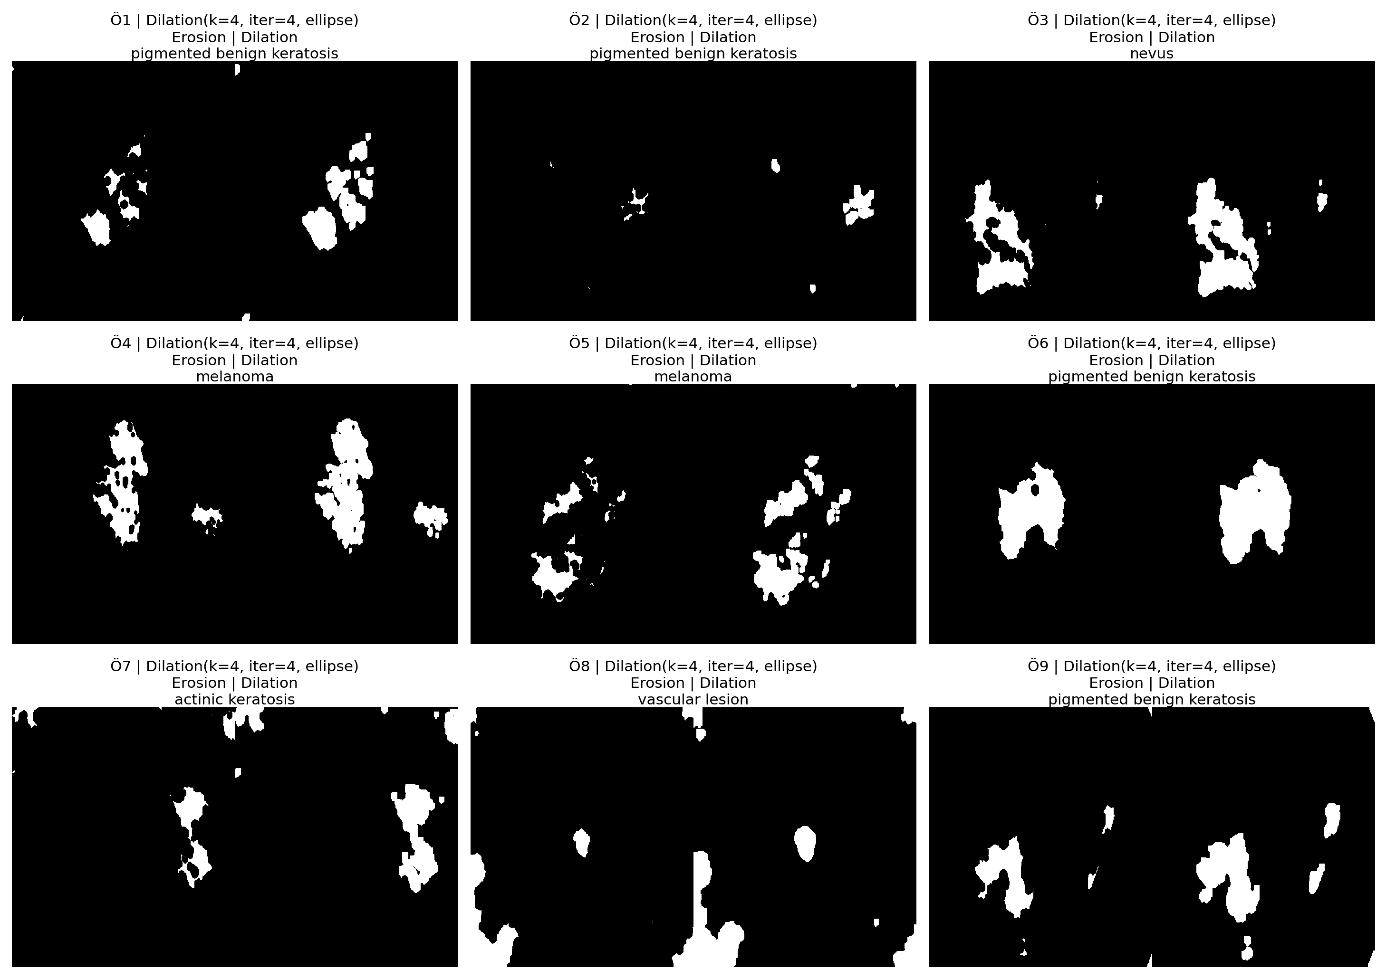 Ö1 | Dilation(k=4, iter=4, ellipse)
Erosion | Dilation
pigmented benign keratosis
Ö2 | Dilation(k=4, iter=4, ellipse)
Erosion | Dilation
pigmented benign keratosis
Ö3 | Dilation(k=4, iter=4, ellipse)
Erosion | Dilation
nevus
Ö4 | Dilation(k=4, iter=4, ellipse)
Erosion | Dilation
melanoma
Ö5 | Dilation(k=4, iter=4, ellipse)
Erosion | Dilation
melanoma
Ö6 | Dilation(k=4, iter=4, ellipse)
Erosion | Dilation
pigmented benign keratosis
Ö7 | Dilation(k=4, iter=4, ellipse)
Erosion | Dilation
actinic keratosis
Ö8 | Dilation(k=4, iter=4, ellipse)
Erosion | Dilation
vascular lesion
Ö9 | Dilation(k=4, iter=4, ellipse)
Erosion | Dilation
pigmented benign keratosis